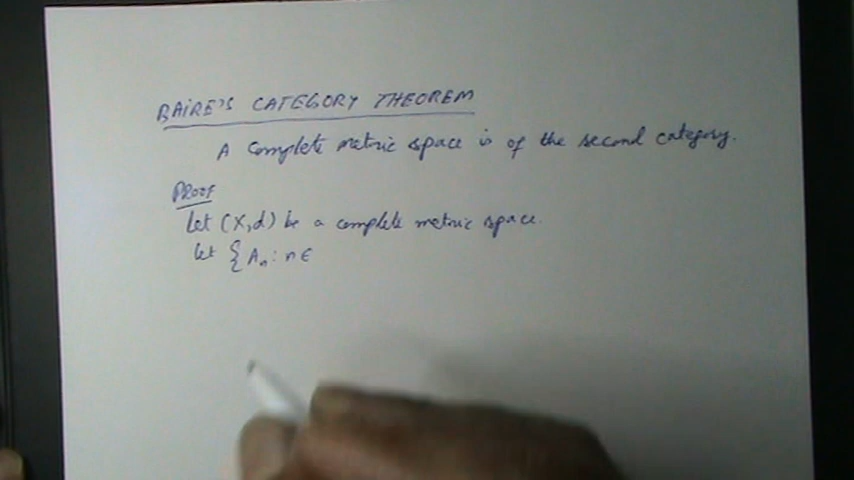 BAIRE'S CATEGORY THEOREM
A complete metric space is of the second category.
PROOF
Let (X,d) be a complete metric space.
Let {Aₙ : n ∈